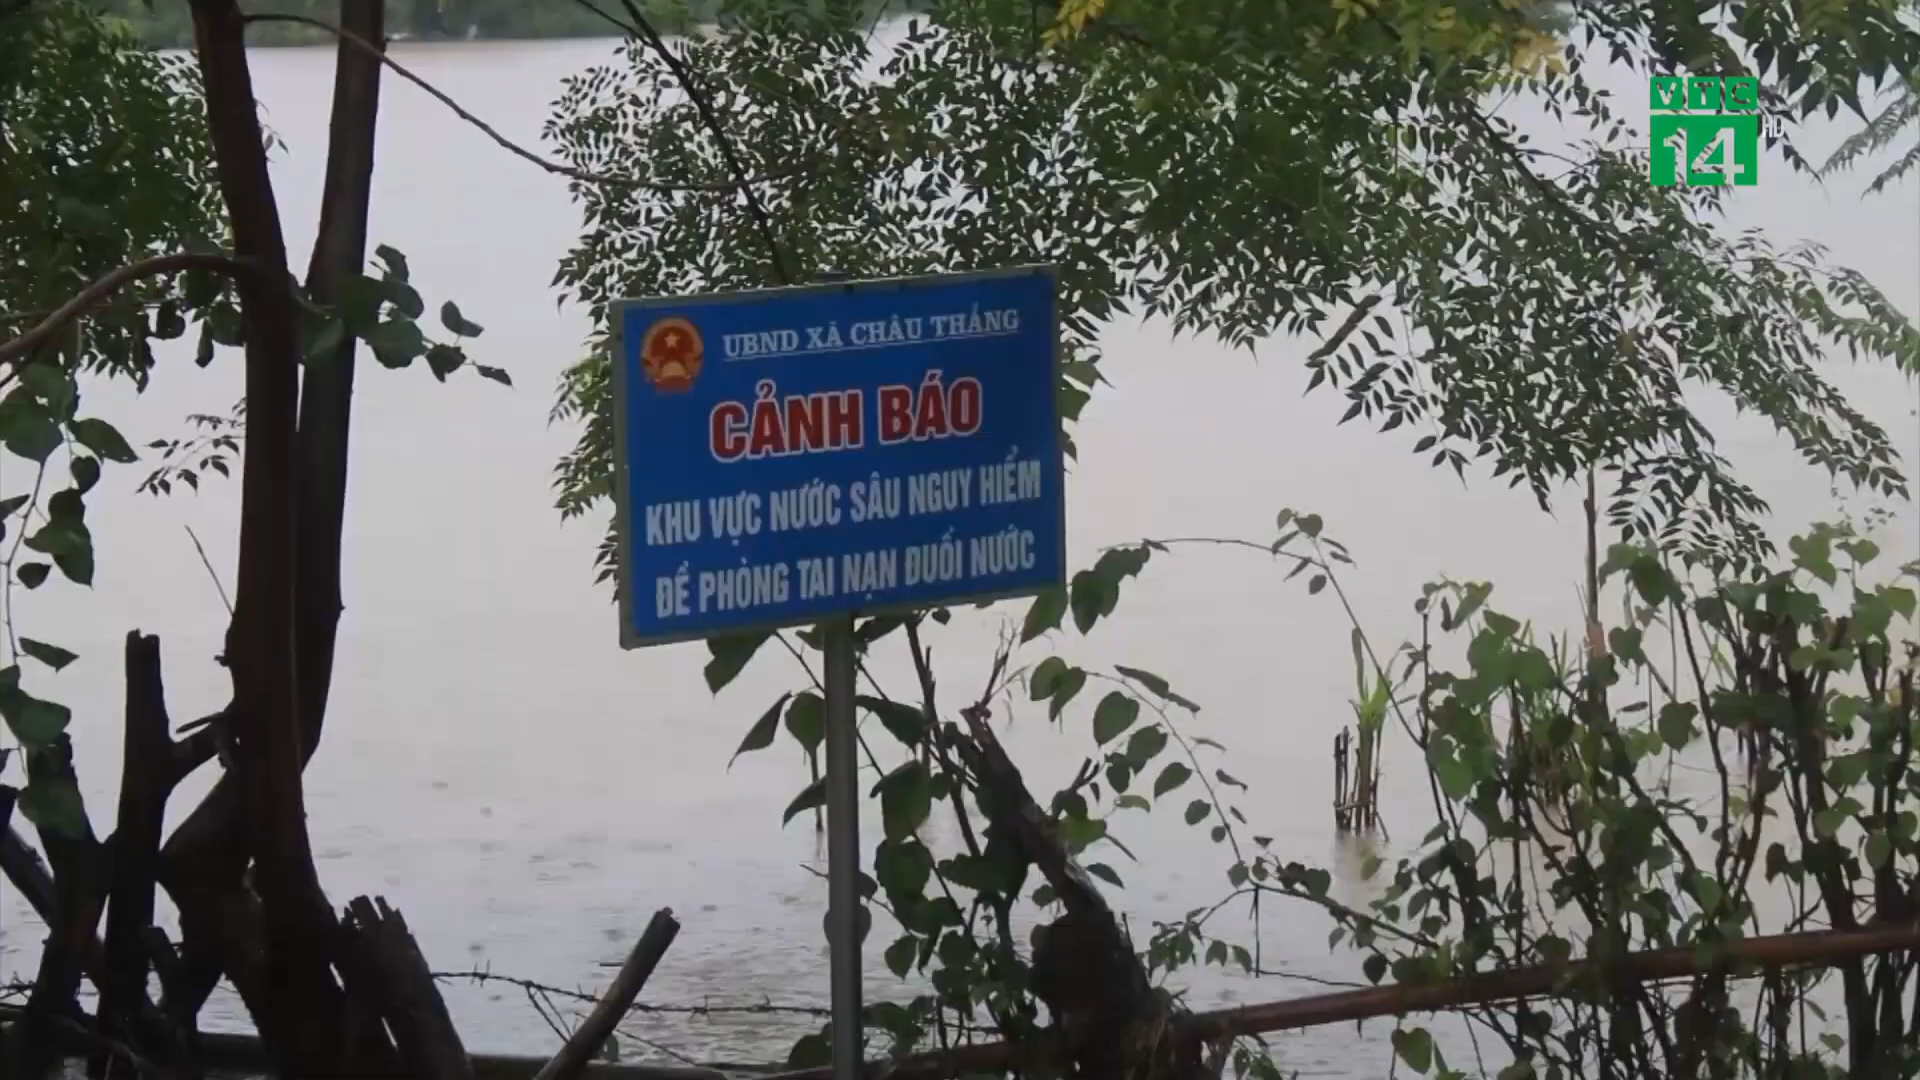 VTC
14 HD
UBND XÃ CHÂU THẮNG
CẢNH BÁO
KHU VỰC NƯỚC SÂU NGUY HIỂM
ĐỀ PHÒNG TAI NẠN ĐUỐI NƯỚC